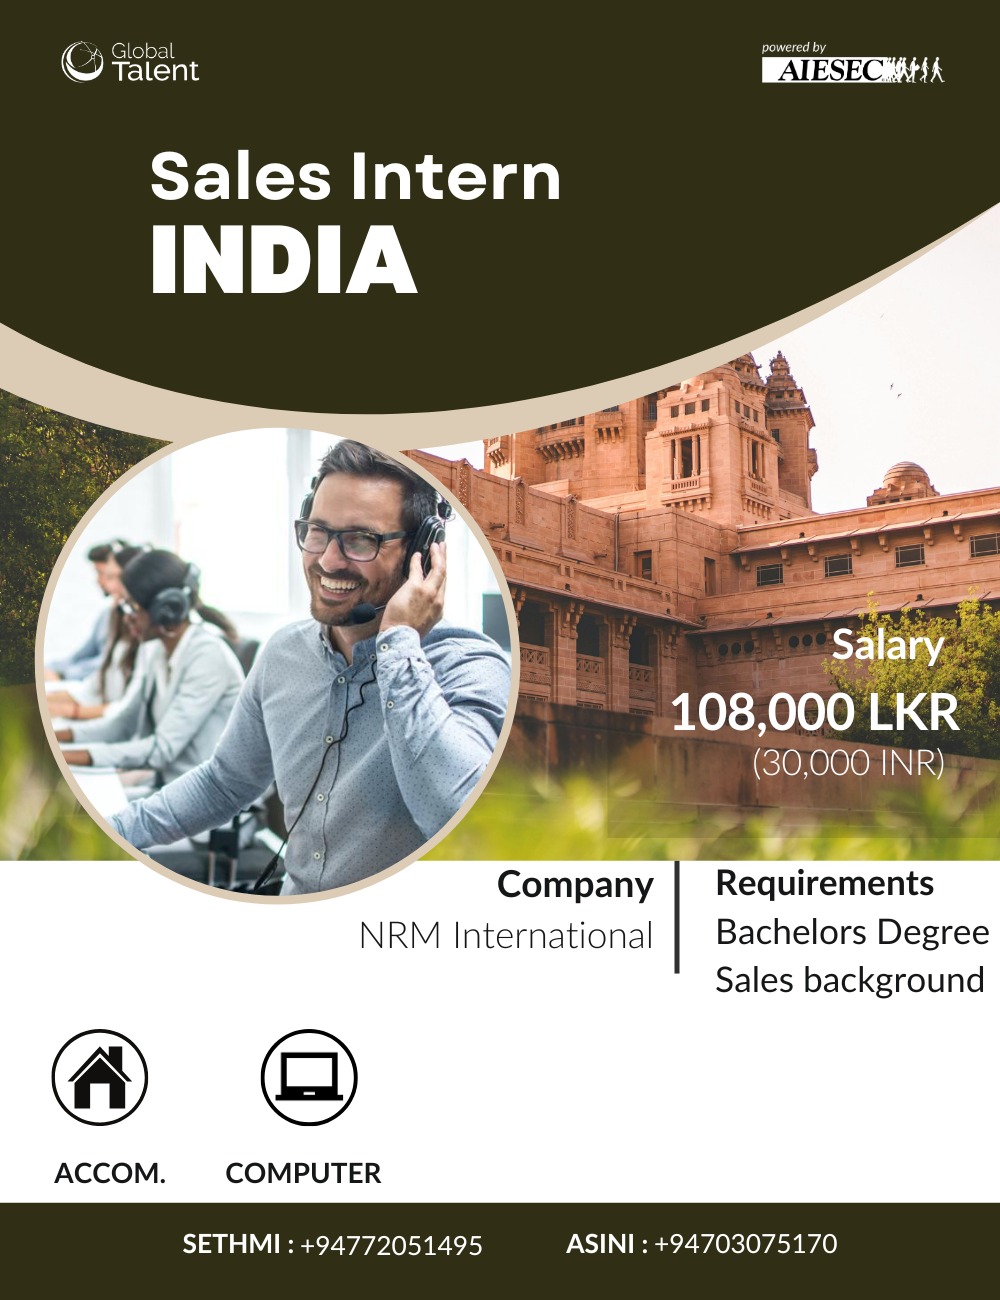 Global
Talent
powered by
AIESEC
Sales Intern
INDIA
Salary
108,000 LKR
(30,000 INR)
Company
NRM International
Requirements
Bachelors Degree
Sales background
ACCOM.
COMPUTER
SETHMI : +94772051495
ASINI : +94703075170